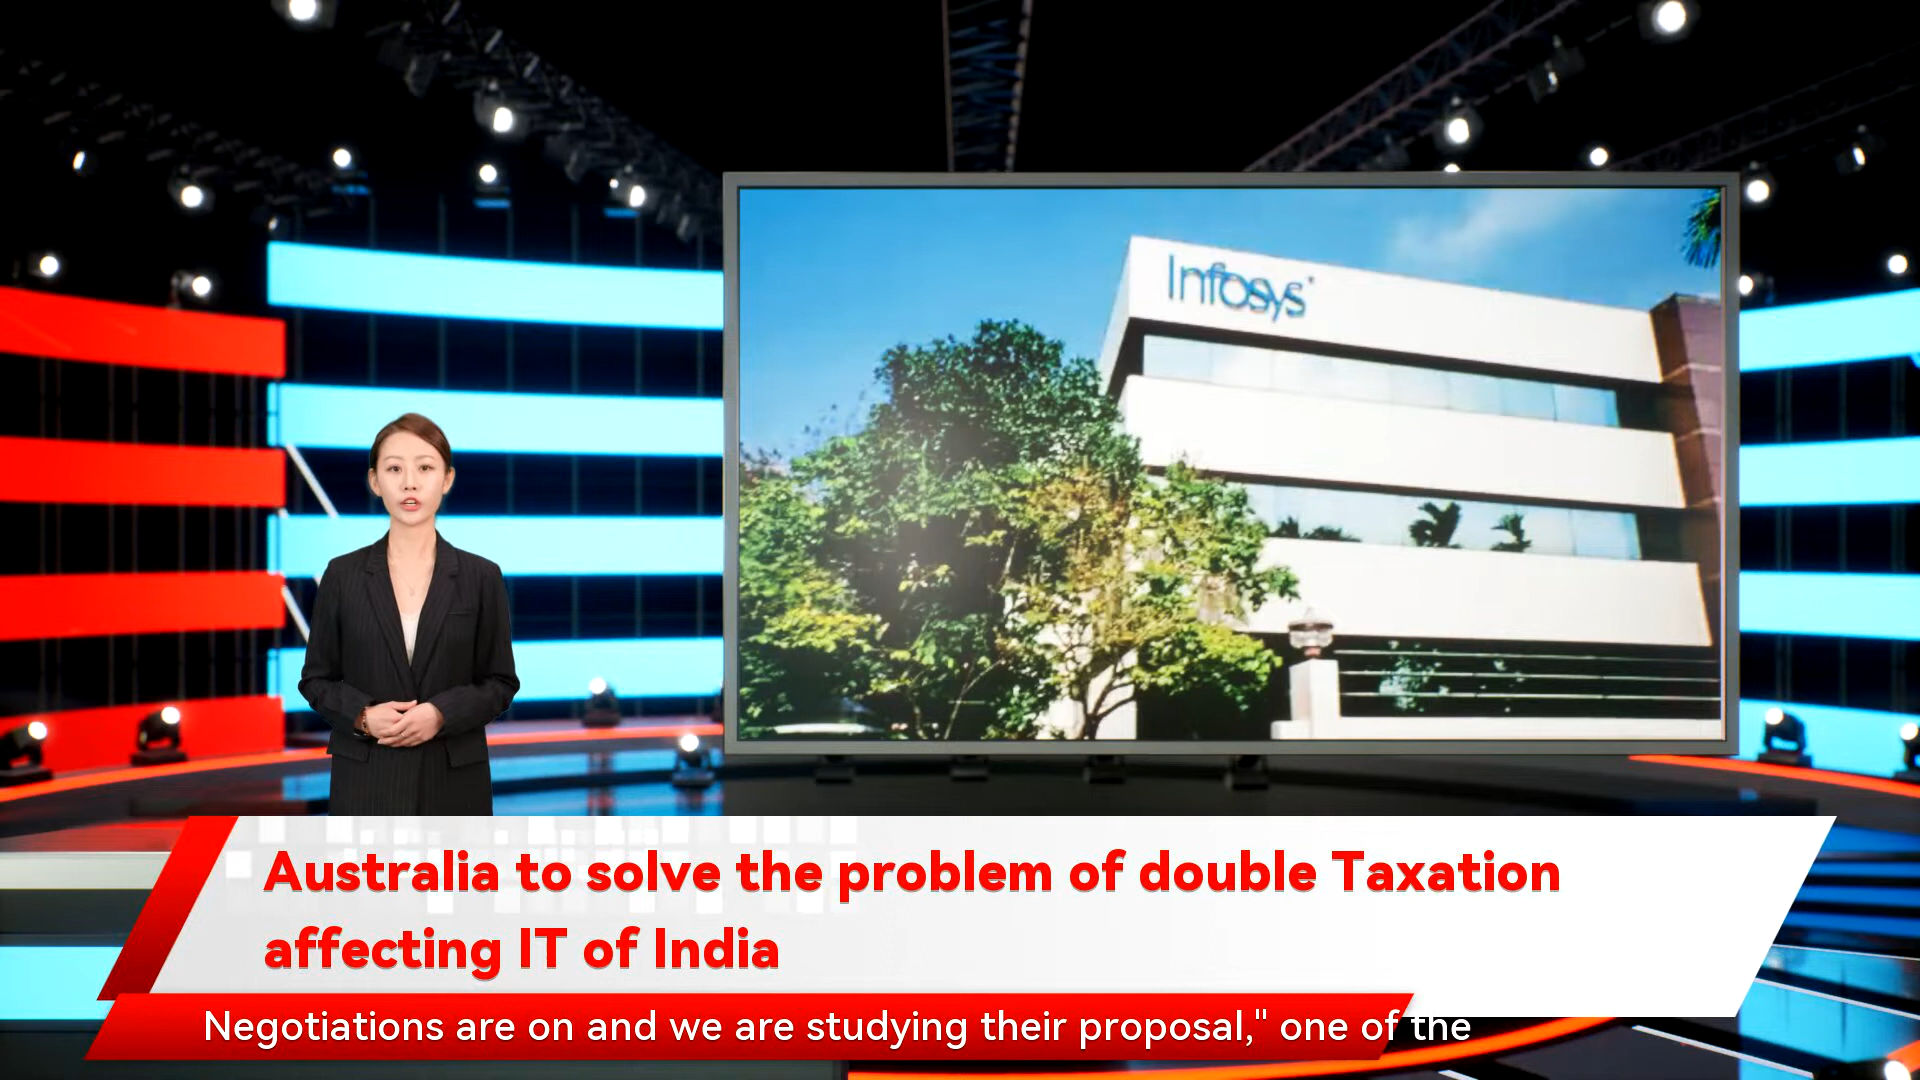 Infosys
Australia to solve the problem of double Taxation
affecting IT of India
Negotiations are on and we are studying their proposal," one of the